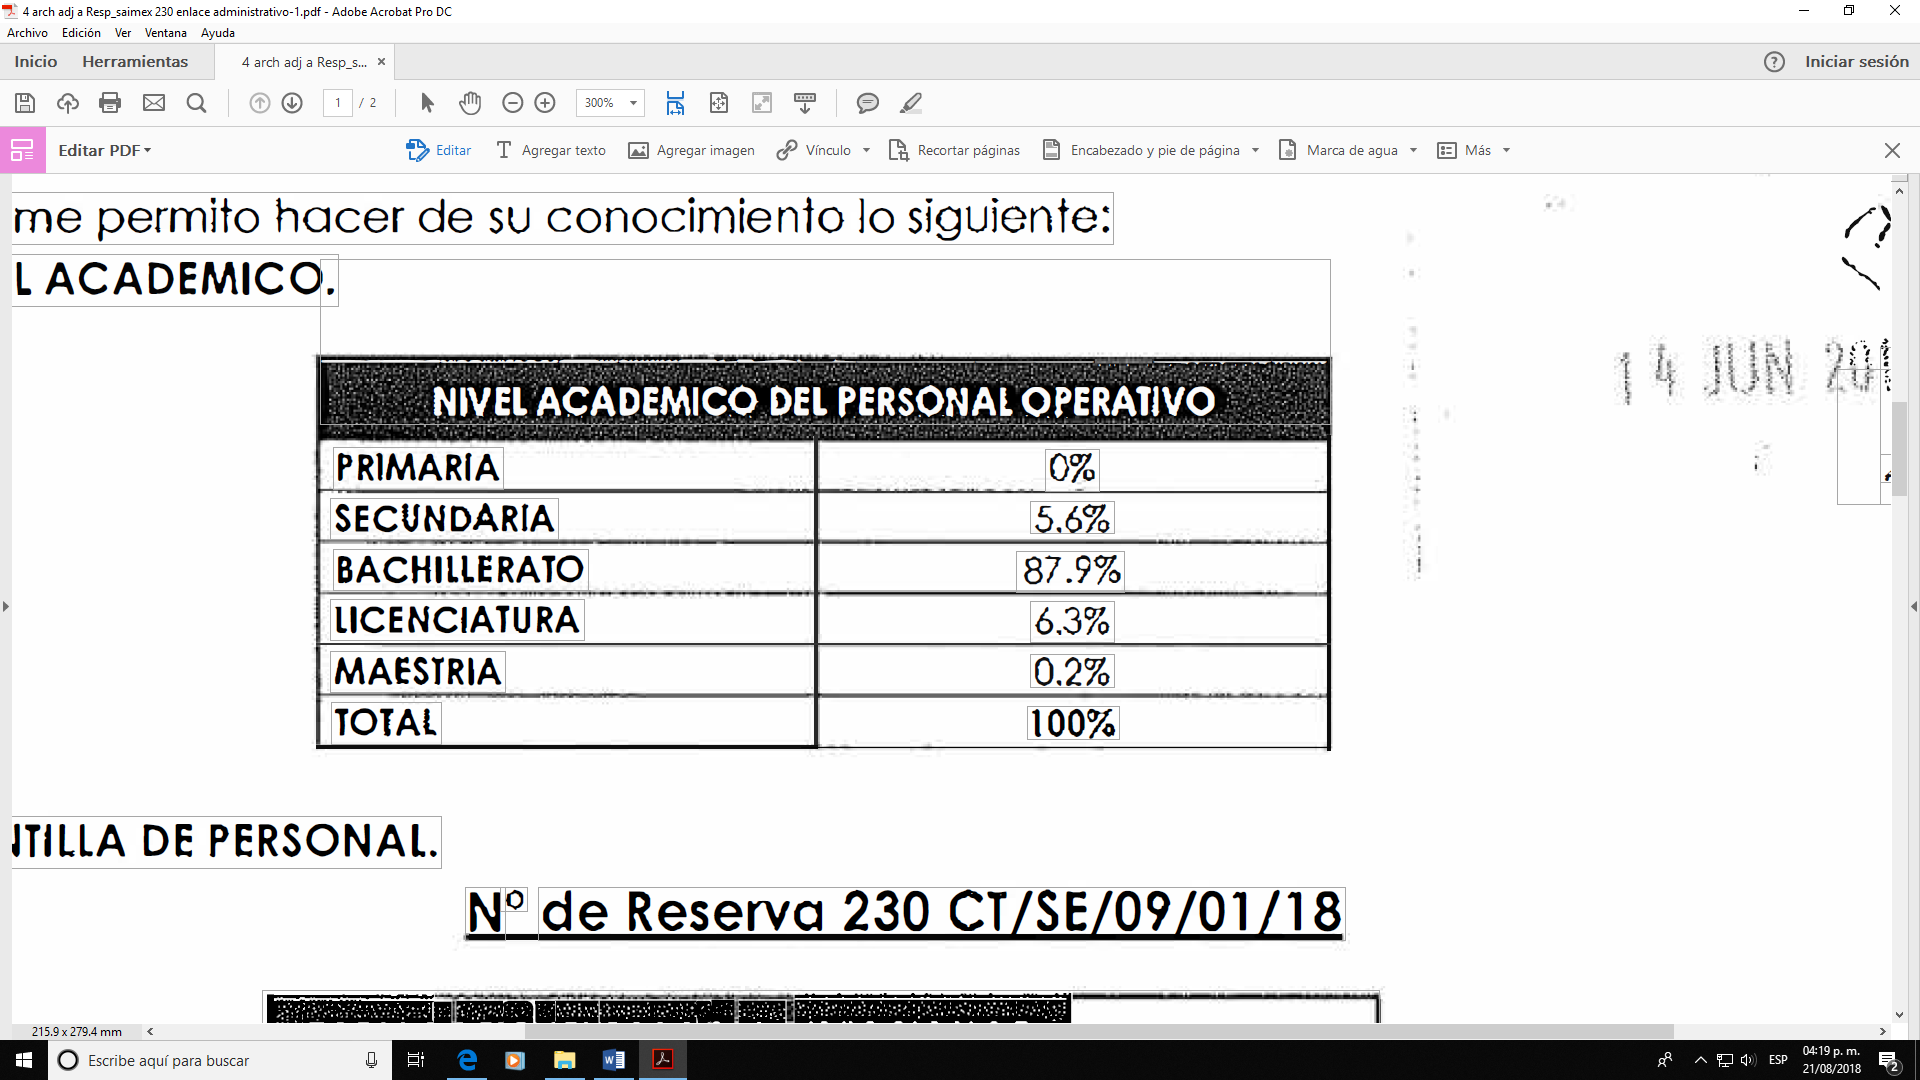 4 arch adj a Resp_saimex 230 enlace administrativo-1.pdf - Adobe Acrobat Pro DC
Archivo Edición Ver Ventana Ayuda
Inicio Herramientas 4 arch adj a Resp_s... × ? Iniciar sesión
1 / 2 300%
Editar PDF Editar Agregar texto Agregar imagen Vínculo Recortar páginas Encabezado y pie de página Marca de agua Más
me permito hacer de su conocimiento lo siguiente:
L ACADEMICO.
14 JUN
NIVEL ACADEMICO DEL PERSONAL OPERATIVO
PRIMARIA 0%
SECUNDARIA 5.6%
BACHILLERATO 87.9%
LICENCIATURA 6.3%
MAESTRIA 0.2%
TOTAL 100%
NTILLA DE PERSONAL.
Nº de Reserva 230 CT/SE/09/01/18
215.9 x 279.4 mm
Escribe aquí para buscar
ESP
04:19 p. m.
21/08/2018
2